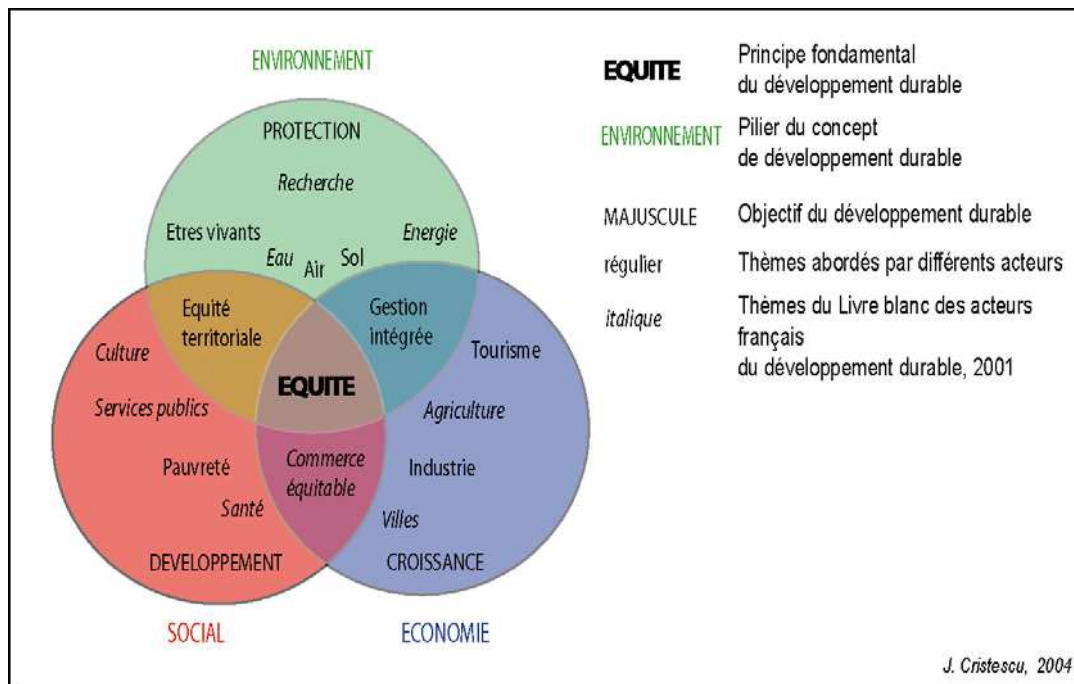 ENVIRONNEMENT
PROTECTION
Recherche
Etres vivants
Energie
Eau
Air
Sol
Equité
territoriale
Gestion
intégrée
Culture
Tourisme
EQUITE
Services publics
Agriculture
Pauvreté
Commerce
équitable
Industrie
Santé
Villes
DEVELOPPEMENT
CROISSANCE
SOCIAL
ECONOMIE
EQUITE
Principe fondamental
du développement durable
ENVIRONNEMENT
Pilier du concept
de développement durable
MAJUSCULE
Objectif du développement durable
régulier
Thèmes abordés par différents acteurs
italique
Thèmes du Livre blanc des acteurs
français
du développement durable, 2001
J. Cristescu, 2004